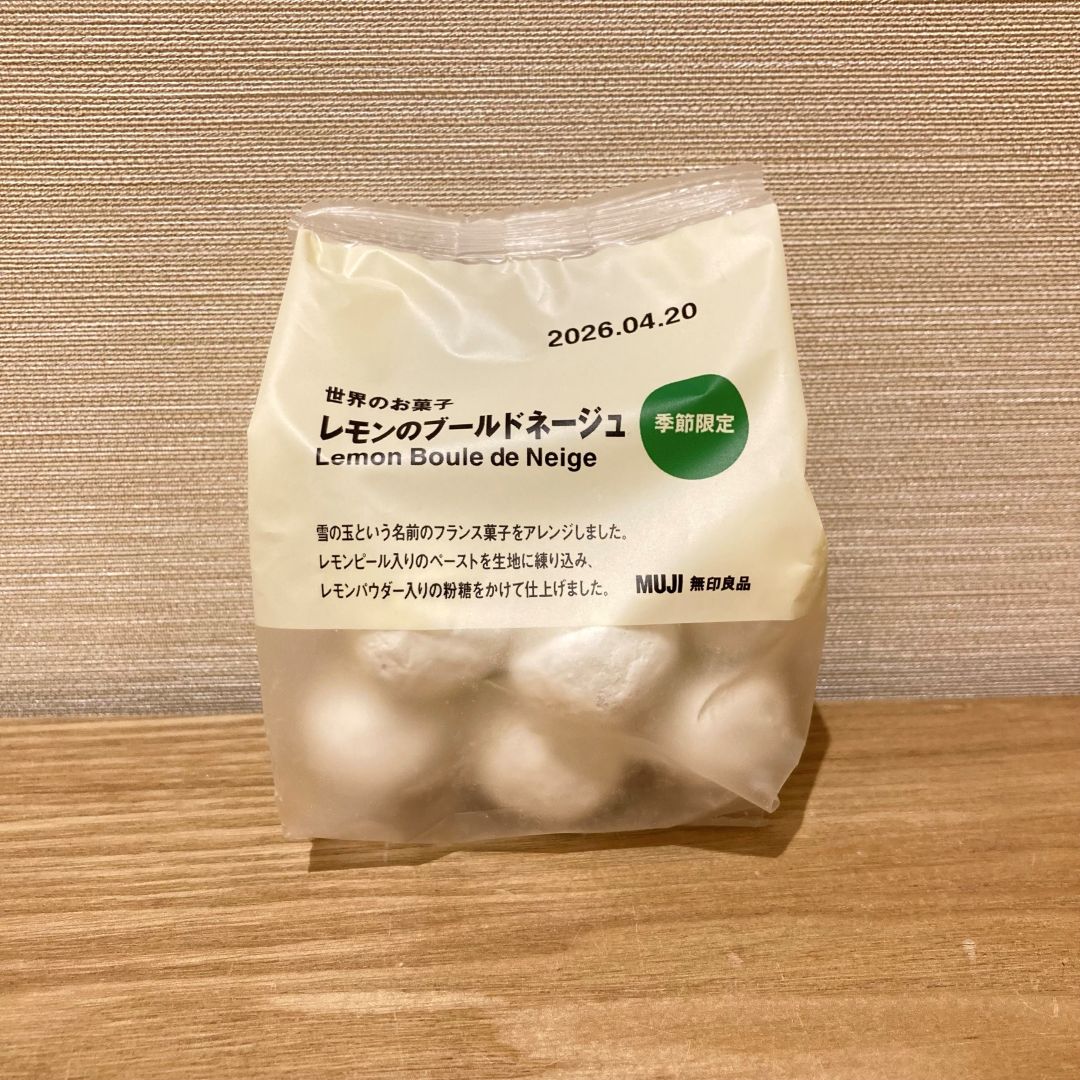 2026.04.20
世界のお菓子
レモンのブールドネージュ
季節限定
Lemon Boule de Neige
雪の玉という名前のフランス菓子をアレンジしました。
レモンピール入りのペーストを生地に練り込み、
レモンパウダー入りの粉糖をかけて仕上げました。
MUJI 無印良品